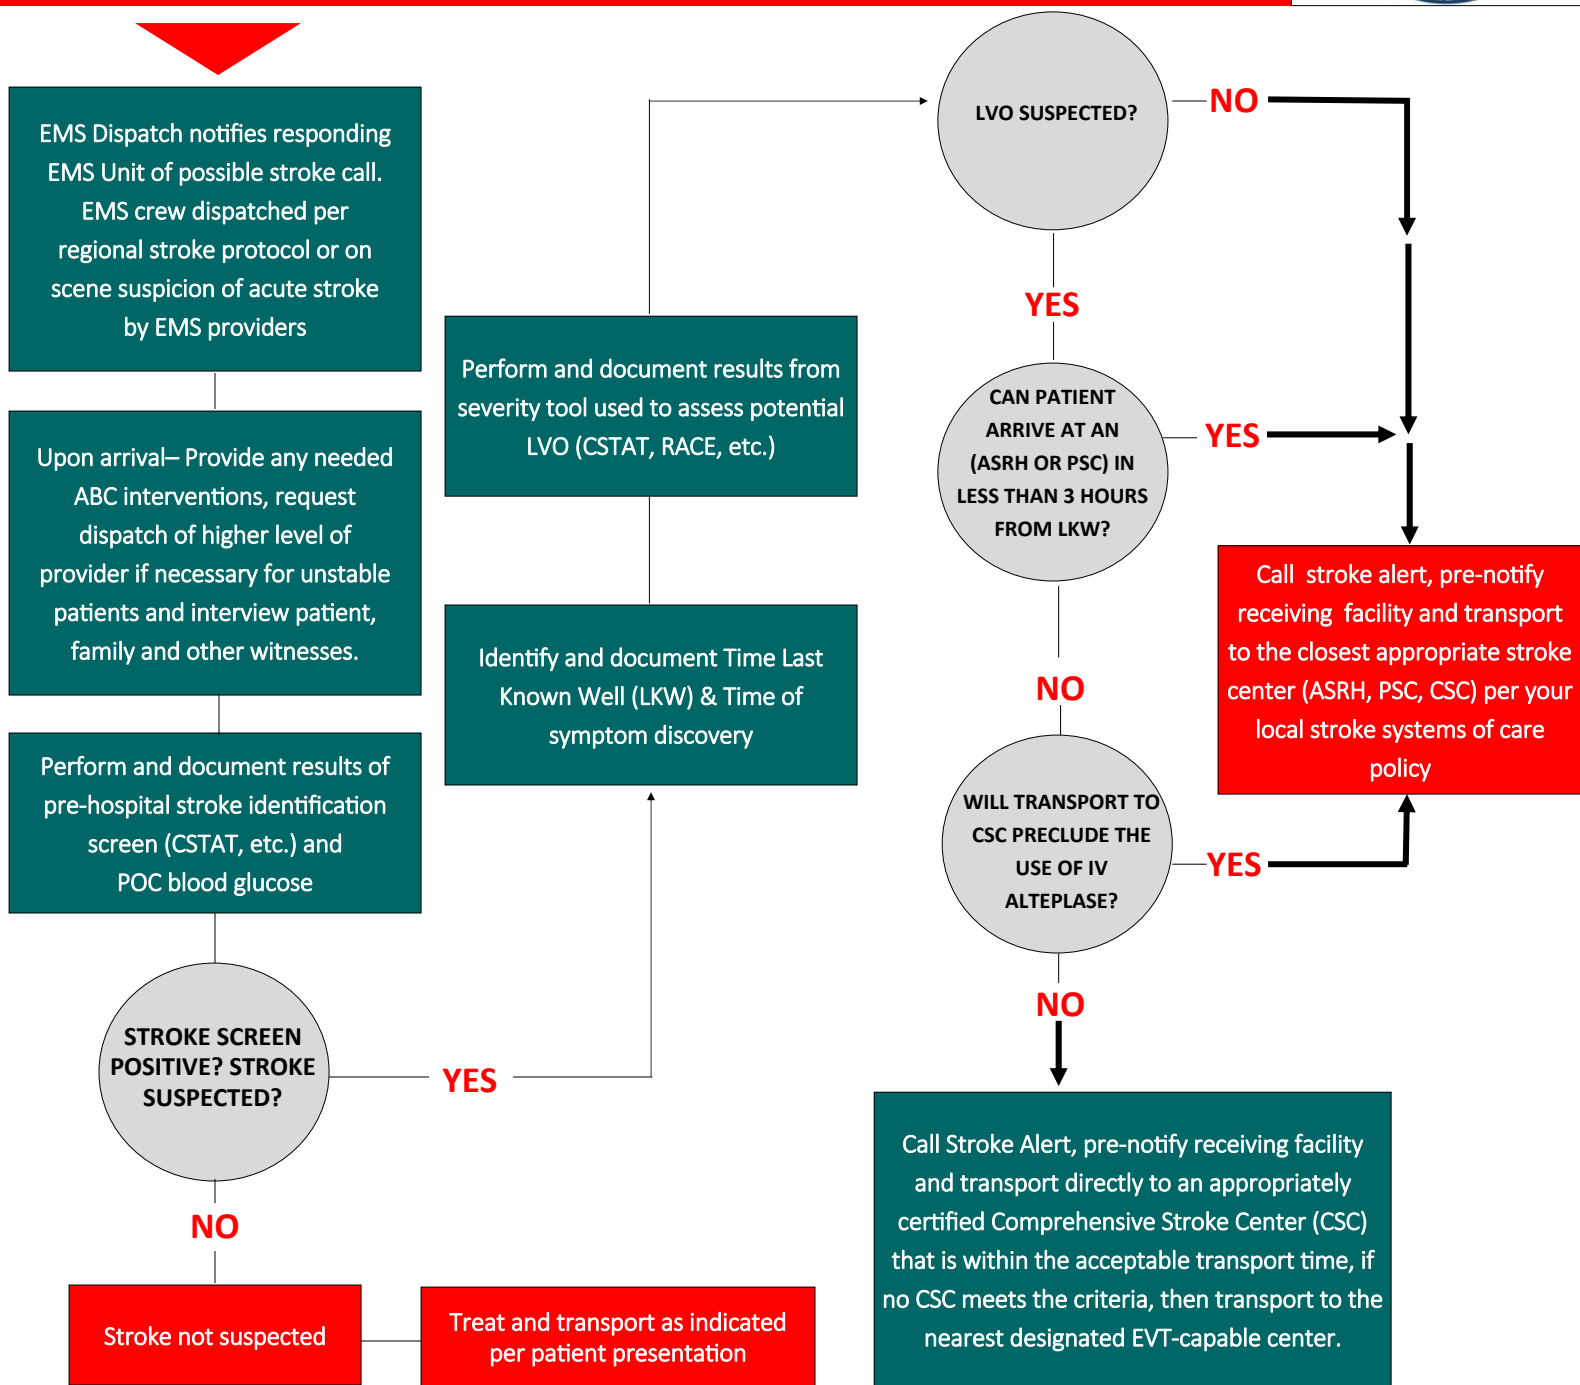 EMS Dispatch notifies responding
EMS Unit of possible stroke call.
EMS crew dispatched per
regional stroke protocol or on
scene suspicion of acute stroke
by EMS providers
Upon arrival– Provide any needed
ABC interventions, request
dispatch of higher level of
provider if necessary for unstable
patients and interview patient,
family and other witnesses.
Perform and document results of
pre-hospital stroke identification
screen (CSTAT, etc.) and
POC blood glucose
STROKE SCREEN
POSITIVE? STROKE
SUSPECTED?
YES
NO
Stroke not suspected
Treat and transport as indicated
per patient presentation
Identify and document Time Last
Known Well (LKW) & Time of
symptom discovery
Perform and document results from
severity tool used to assess potential
LVO (CSTAT, RACE, etc.)
LVO SUSPECTED?
NO
YES
CAN PATIENT
ARRIVE AT AN
(ASRH OR PSC) IN
LESS THAN 3 HOURS
FROM LKW?
YES
NO
WILL TRANSPORT TO
CSC PRECLUDE THE
USE OF IV
ALTEPLASE?
YES
NO
Call stroke alert, pre-notify
receiving facility and transport
to the closest appropriate stroke
center (ASRH, PSC, CSC) per your
local stroke systems of care
policy
Call Stroke Alert, pre-notify receiving facility
and transport directly to an appropriately
certified Comprehensive Stroke Center (CSC)
that is within the acceptable transport time, if
no CSC meets the criteria, then transport to the
nearest designated EVT-capable center.